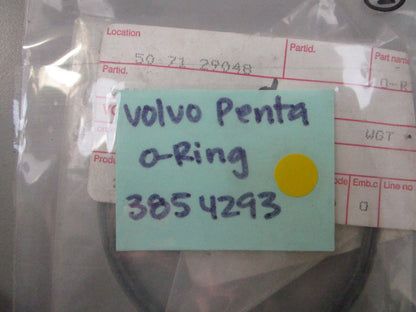 Location
50 71 29048
Partid.
Part name
O-R
Partid.
Volvo Penta
O-Ring
3854293
WGT
Produ
ode
Emb.c
Line no
0